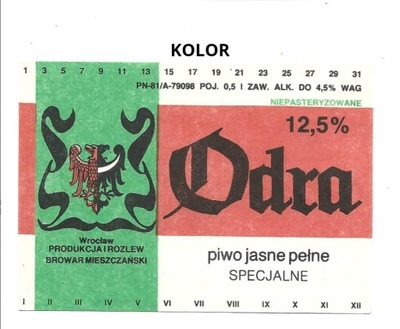 KOLOR
1 3 5 7 9 11 13 15 17 19 21 23 25 27 29 31
PN-81/A-79098 POJ. 0,5 l ZAW. ALK. DO 4,5% WAG
NIEPASTERYZOWANE
12,5%
Odra
Wrocław
PRODUKCJA I ROZLEW
BROWAR MIESZCZAŃSKI
piwo jasne pełne
SPECJALNE
I II III IV V VI VII VIII IX X XI XII